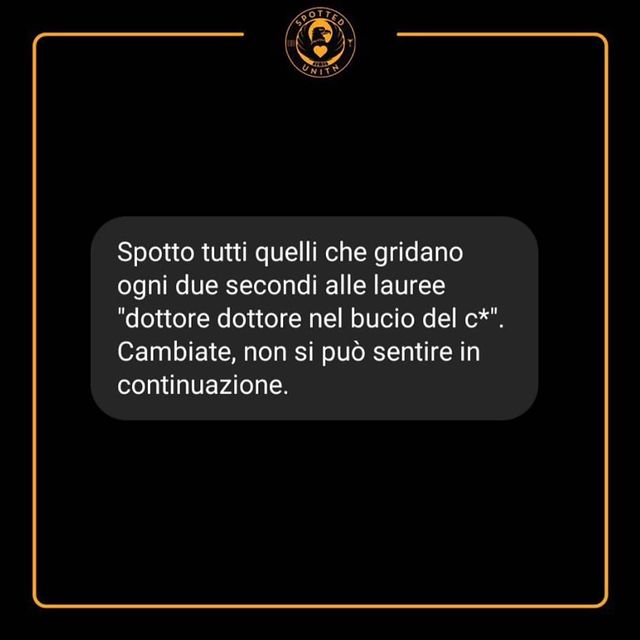 SPOTTED
UNITN
Spotto tutti quelli che gridano
ogni due secondi alle lauree
"dottore dottore nel bucio del c*".
Cambiate, non si può sentire in
continuazione.